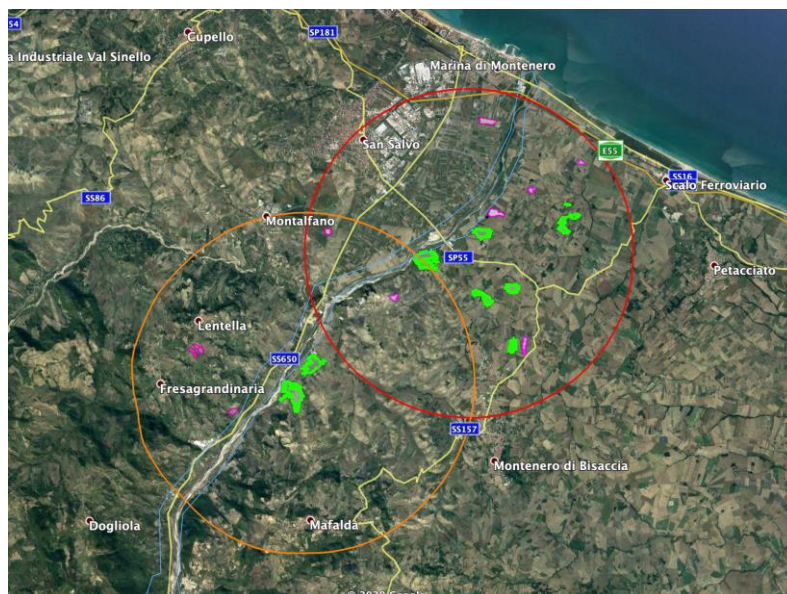 54
Cupello
SP181
a Industriale Val Sinello
Marina di Montenero
San Salvo
E55
SS16
Scalo Ferroviario
SS86
Montalfano
SP55
Petacciato
Lentella
SS650
Fresagrandinaria
SS157
Montenero di Bisaccia
Dogliola
Mafalda